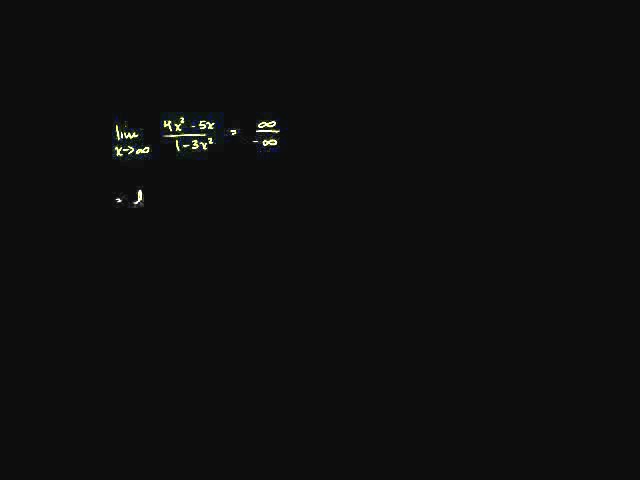 lim x→∞ (4x² - 5x)/(1 - 3x²) = ∞/-∞
= l